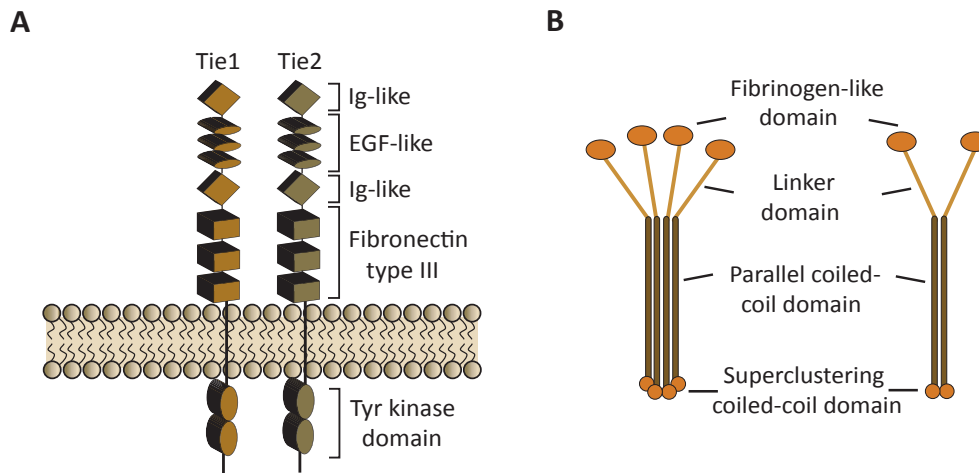 A
Tie1 Tie2
Ig-like
EGF-like
Ig-like
Fibronectin
type III
Tyr kinase
domain
B
Fibrinogen-like
domain
Linker
domain
Parallel coiled-
coil domain
Superclustering
coiled-coil domain